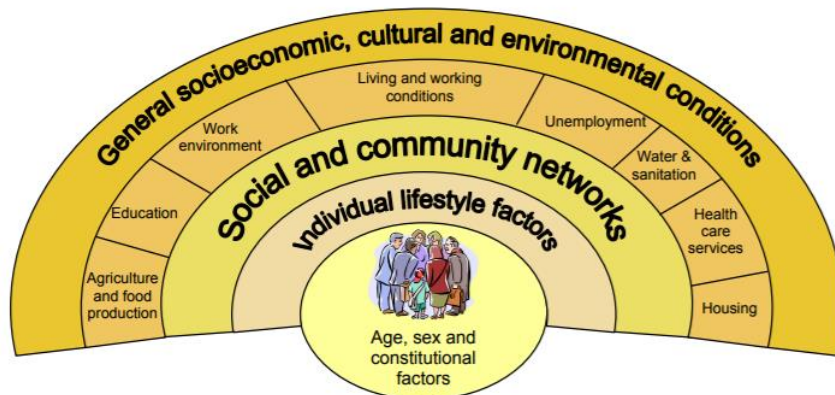 General socioeconomic, cultural and environmental conditions
Living and working
conditions
Work
environment
Unemployment
Water &
sanitation
Education
Health
care
services
Agriculture
and food
production
Housing
Social and community networks
Individual lifestyle factors
Age, sex and
constitutional
factors